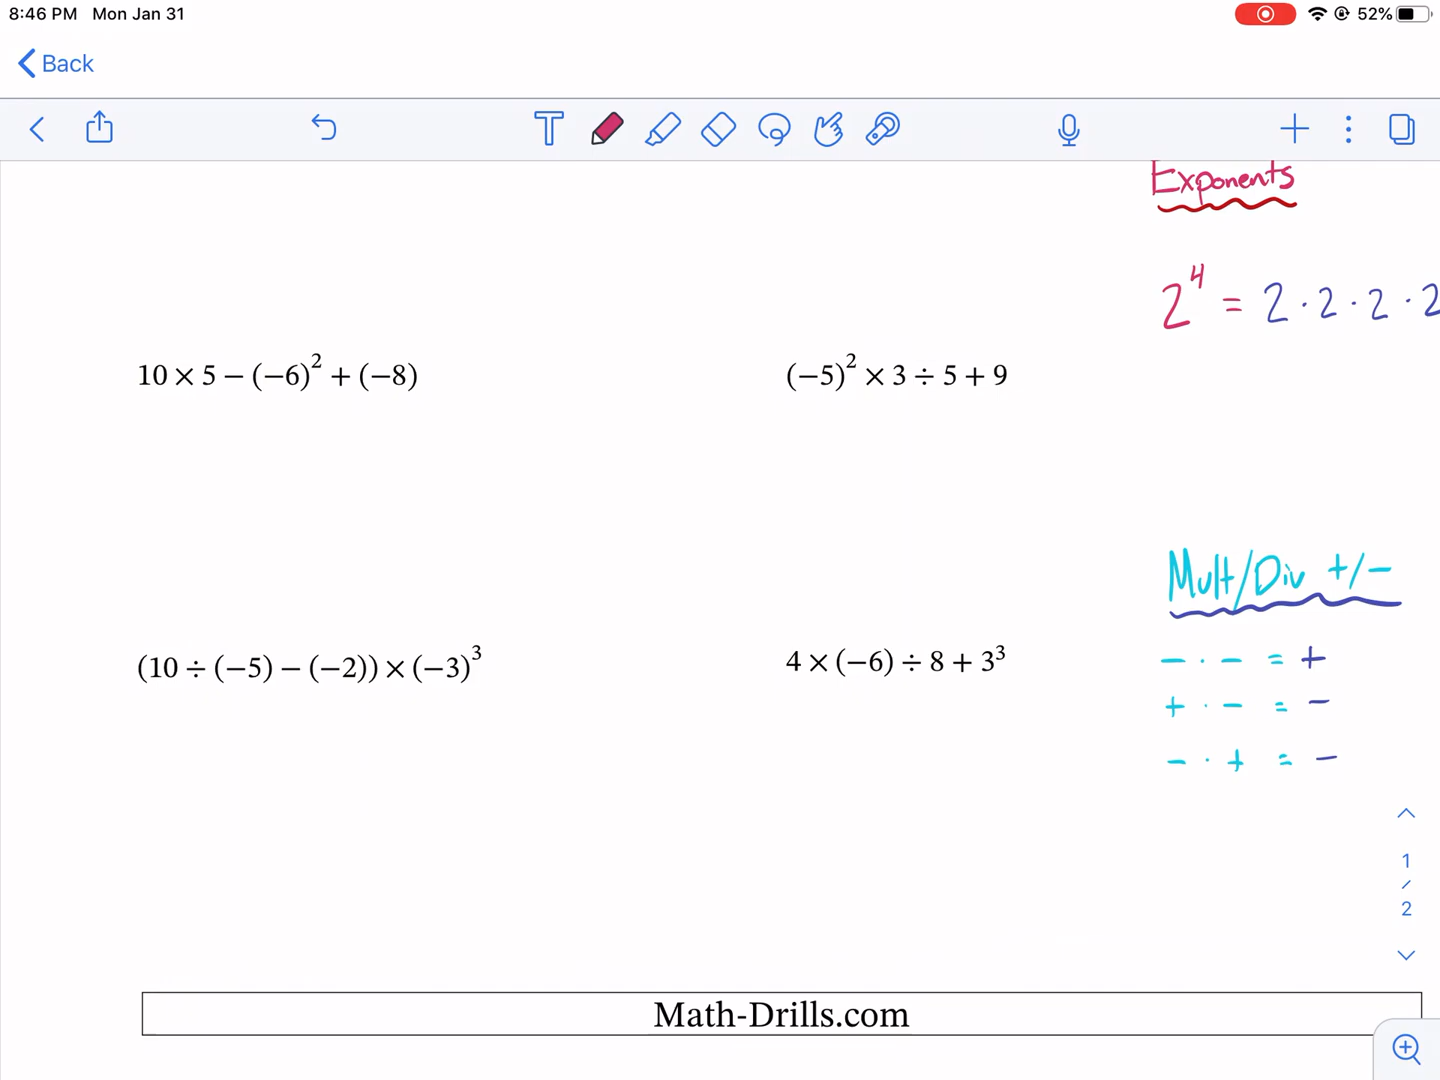 8:46 PM Mon Jan 31 52%
Back
Exponents
2⁴ = 2 · 2 · 2 · 2
10 × 5 − (−6)² + (−8)
(−5)² × 3 ÷ 5 + 9
Mult/Div +/−
(10 ÷ (−5) − (−2)) × (−3)³
4 × (−6) ÷ 8 + 3³
− · − = +
+ · − = −
− · + = −
1
/
2
Math-Drills.com